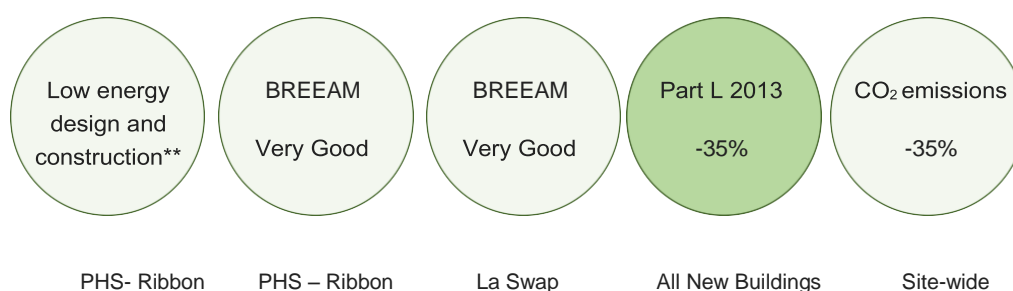 Low energy
design and
construction**
BREEAM
Very Good
BREEAM
Very Good
Part L 2013
-35%
CO₂ emissions
-35%
PHS- Ribbon
PHS – Ribbon
La Swap
All New Buildings
Site-wide